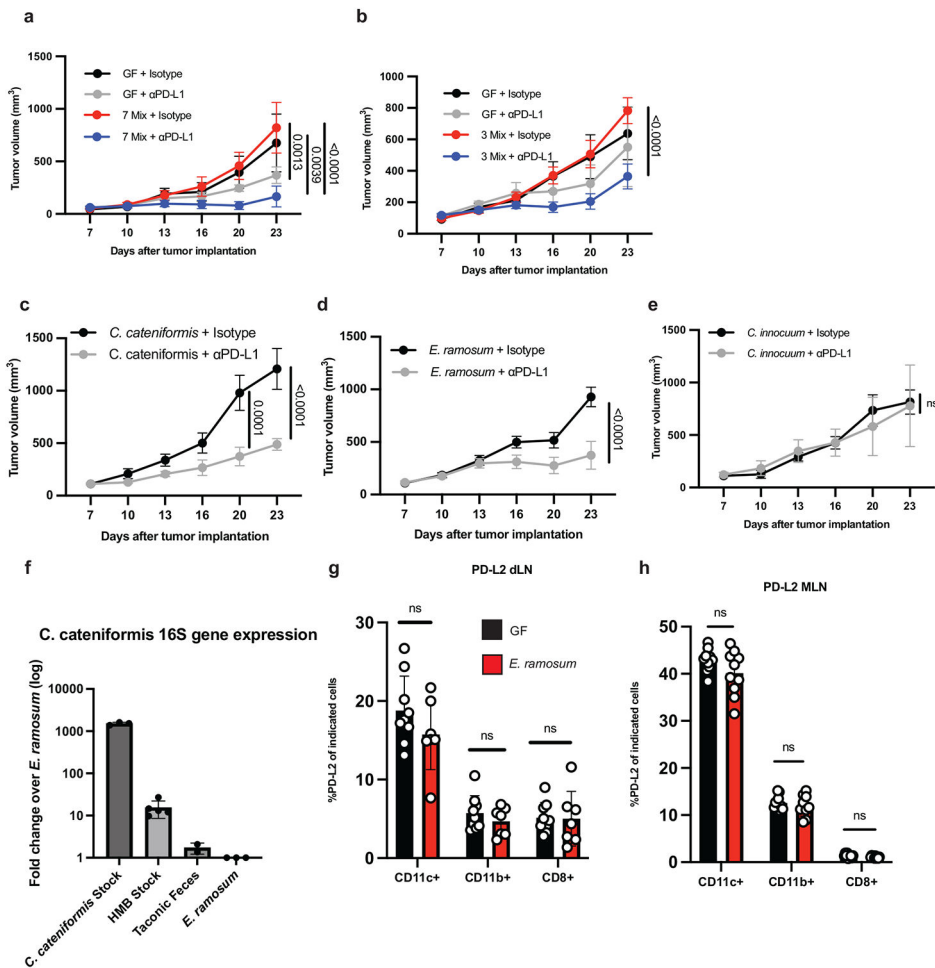 a
1500
1000
500
0
Tumor volume (mm³)
GF + Isotype
GF + αPD-L1
7 Mix + Isotype
7 Mix + αPD-L1
0.0013
0.0039
<0.0001
7 10 13 16 20 23
Days after tumor implantation
b
1000
800
600
400
200
0
Tumor volume (mm³)
GF + Isotype
GF + αPD-L1
3 Mix + Isotype
3 Mix + αPD-L1
<0.0001
7 10 13 16 20 23
Days after tumor implantation
c
1500
1000
500
0
Tumor volume (mm³)
C. cateniformis + Isotype
C. cateniformis + αPD-L1
0.0001
<0.0001
7 10 13 16 20 23
Days after tumor implantation
d
1500
1000
500
0
Tumor volume (mm³)
E. ramosum + Isotype
E. ramosum + αPD-L1
<0.0001
7 10 13 16 20 23
Days after tumor implantation
e
1500
1000
500
0
Tumor volume (mm³)
C. innocuum + Isotype
C. innocuum + αPD-L1
ns
7 10 13 16 20 23
Days after tumor implantation
f
C. cateniformis 16S gene expression
Fold change over E. ramosum (log)
10000
1000
100
10
1
C. cateniformis Stock
HMB Stock
Taconic Feces
E. ramosum
g
PD-L2 dLN
%PD-L2 of indicated cells
30
20
10
0
ns
ns
ns
GF
E. ramosum
CD11c+ CD11b+ CD8+
h
PD-L2 MLN
%PD-L2 of indicated cells
50
40
30
20
10
0
ns
ns
ns
CD11c+ CD11b+ CD8+